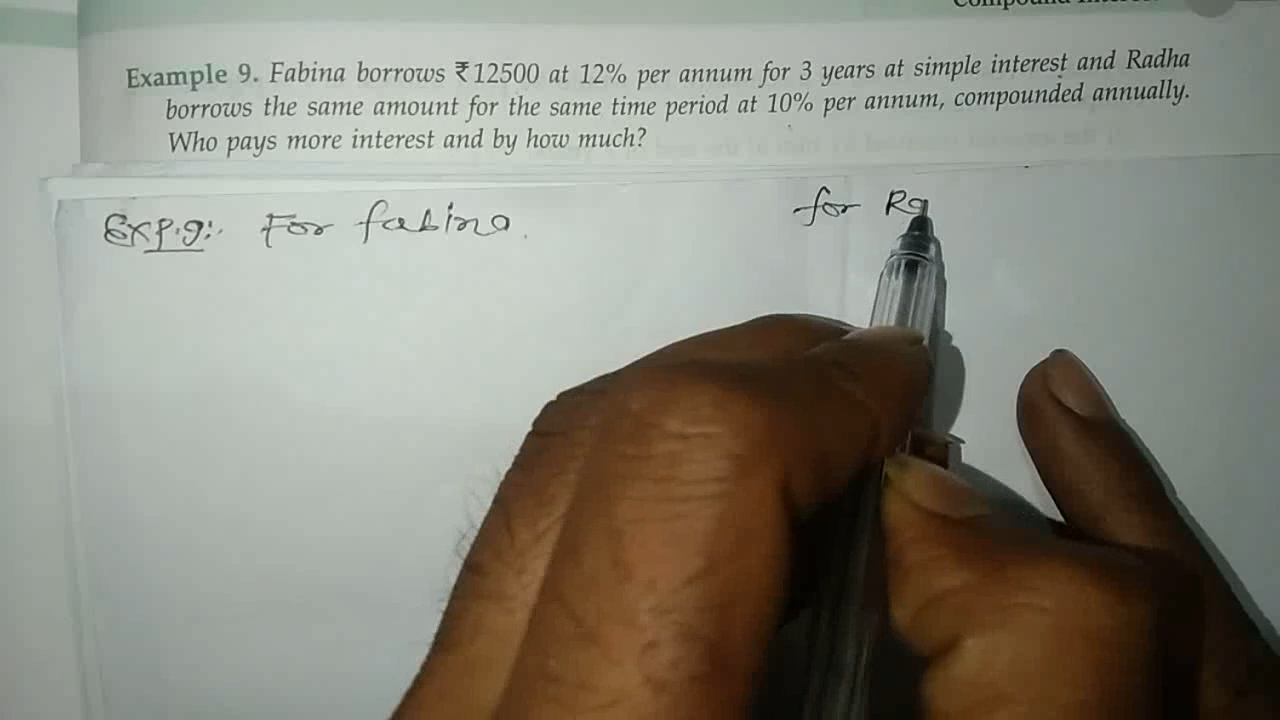 Example 9. Fabina borrows ₹12500 at 12% per annum for 3 years at simple interest and Radha
borrows the same amount for the same time period at 10% per annum, compounded annually.
Who pays more interest and by how much?
Exp.9:. For fabina.
for Ra